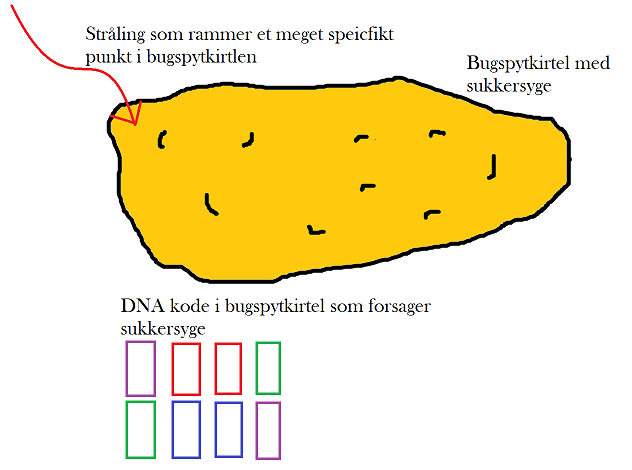 Stråling som rammer et meget speicfikt
punkt i bugspytkirtlen
Bugspytkirtel med
sukkersyge
DNA kode i bugspytkirtel som forsager
sukkersyge